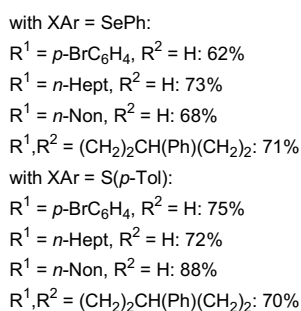 with XAr = SePh:
R¹ = p-BrC₆H₄, R² = H: 62%
R¹ = n-Hept, R² = H: 73%
R¹ = n-Non, R² = H: 68%
R¹,R² = (CH₂)₂CH(Ph)(CH₂)₂: 71%
with XAr = S(p-Tol):
R¹ = p-BrC₆H₄, R² = H: 75%
R¹ = n-Hept, R² = H: 72%
R¹ = n-Non, R² = H: 88%
R¹,R² = (CH₂)₂CH(Ph)(CH₂)₂: 70%